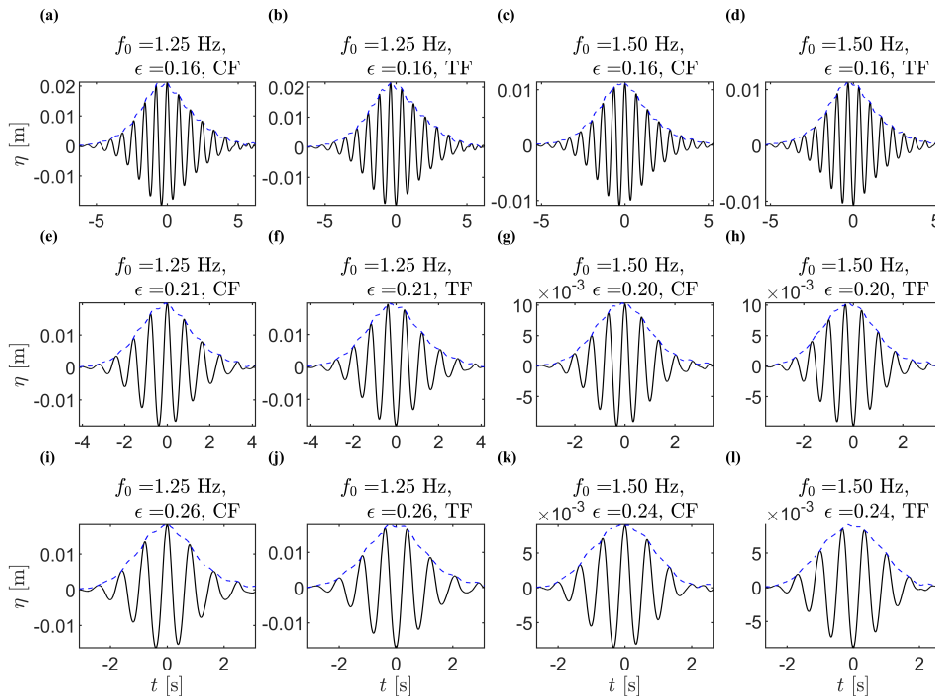 (a)
f0 =1.25 Hz,
ϵ =0.16, CF
0.02
0.01
0
-0.01
η [m]
-5 0 5
(b)
f0 =1.25 Hz,
ϵ =0.16, TF
0.02
0.01
0
-0.01
-5 0 5
(c)
f0 =1.50 Hz,
ϵ =0.16, CF
0.01
0
-0.01
-5 0 5
(d)
f0 =1.50 Hz,
ϵ =0.16, TF
0.01
0
-0.01
-5 0 5
(e)
f0 =1.25 Hz,
ϵ =0.21, CF
0.01
0
-0.01
η [m]
-4 -2 0 2 4
(f)
f0 =1.25 Hz,
ϵ =0.21, TF
0.01
0
-0.01
-4 -2 0 2 4
(g)
f0 =1.50 Hz,
×10⁻³ ϵ =0.20, CF
10
5
0
-5
-2 0 2
(h)
f0 =1.50 Hz,
×10⁻³ ϵ =0.20, TF
10
5
0
-5
-2 0 2
(i)
f0 =1.25 Hz,
ϵ =0.26, CF
0.01
0
-0.01
η [m]
-2 0 2
t [s]
(j)
f0 =1.25 Hz,
ϵ =0.26, TF
0.01
0
-0.01
-2 0 2
t [s]
(k)
f0 =1.50 Hz,
×10⁻³ ϵ =0.24, CF
5
0
-5
-2 0 2
t [s]
(l)
f0 =1.50 Hz,
×10⁻³ ϵ =0.24, TF
5
0
-5
-2 0 2
t [s]